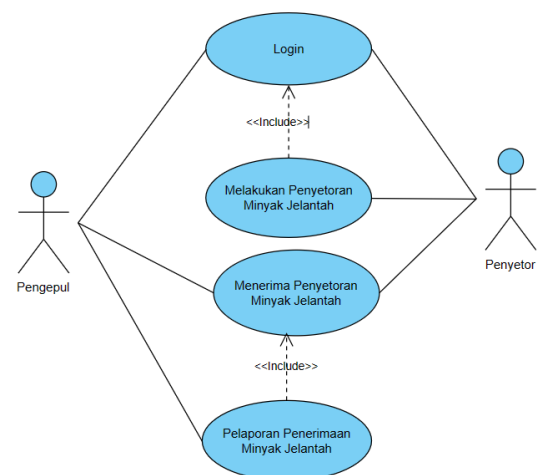 Login
<<Include>>
Melakukan Penyetoran
Minyak Jelantah
Pengepul
Penyetor
Menerima Penyetoran
Minyak Jelantah
<<Include>>
Pelaporan Penerimaan
Minyak Jelantah